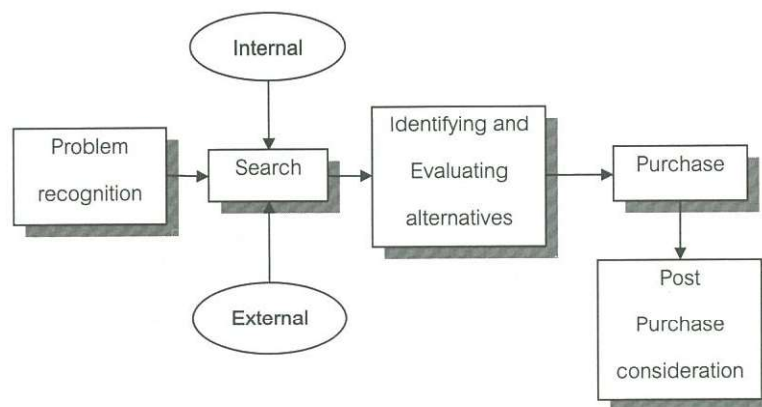 Internal
Problem
recognition
Search
Identifying and
Evaluating
alternatives
Purchase
External
Post
Purchase
consideration